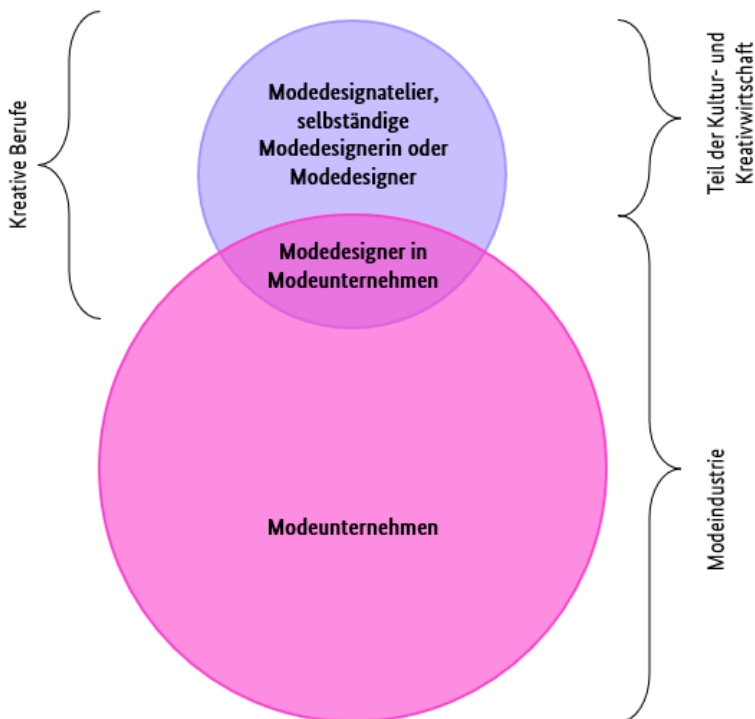 Kreative Berufe
Modedesignatelier,
selbständige
Modedesignerin oder
Modedesigner
Modedesigner in
Modeunternehmen
Modeunternehmen
Teil der Kultur- und
Kreativwirtschaft
Modeindustrie